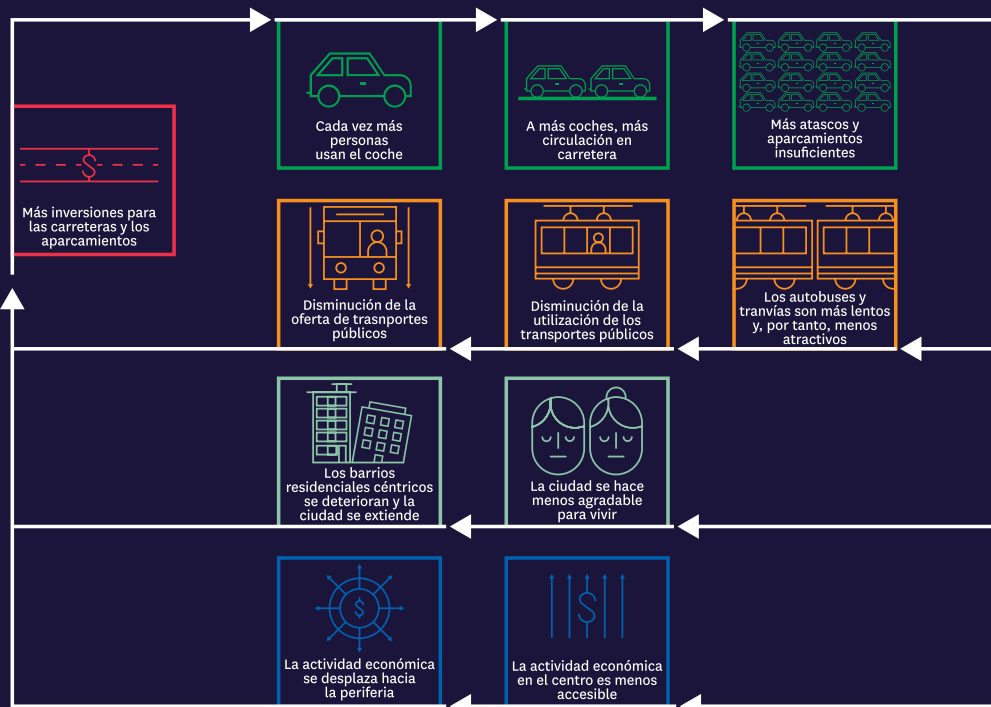 Cada vez más
personas
usan el coche
A más coches, más
circulación en
carretera
Más atascos y
aparcamientos
insuficientes
$
Más inversiones para
las carreteras y los
aparcamientos
Disminución de la
oferta de trasnportes
públicos
Disminución de la
utilización de los
transportes públicos
Los autobuses y
tranvías son más lentos
y, por tanto, menos
atractivos
Los barrios
residenciales céntricos
se deterioran y la
ciudad se extiende
La ciudad se hace
menos agradable
para vivir
$
La actividad económica
se desplaza hacia
la periferia
$
La actividad económica
en el centro es menos
accesible